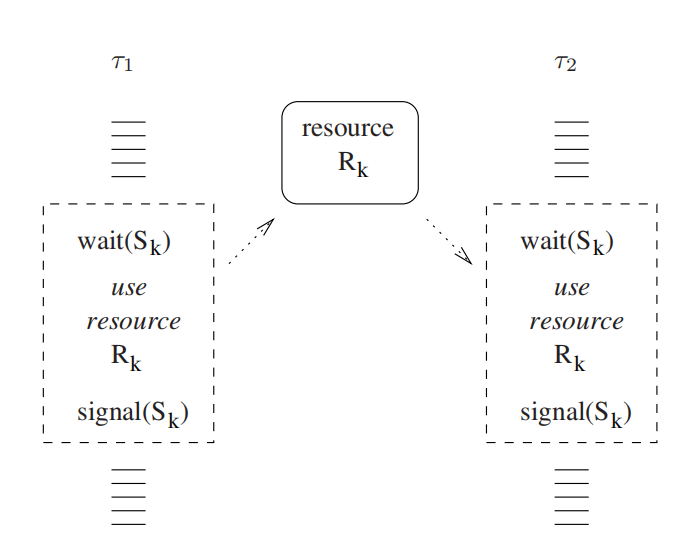 τ1
τ2
resource
Rk
wait(Sk)
use
resource
Rk
signal(Sk)
wait(Sk)
use
resource
Rk
signal(Sk)